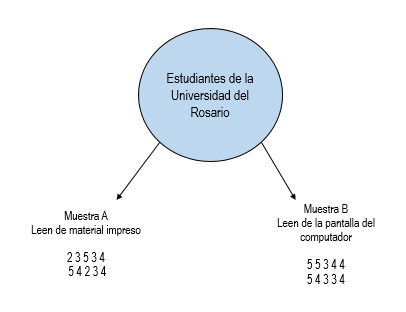 Estudiantes de la
Universidad del
Rosario
Muestra A
Leen de material impreso
2 3 5 3 4
5 4 2 3 4
Muestra B
Leen de la pantalla del
computador
5 5 3 4 4
5 4 3 3 4